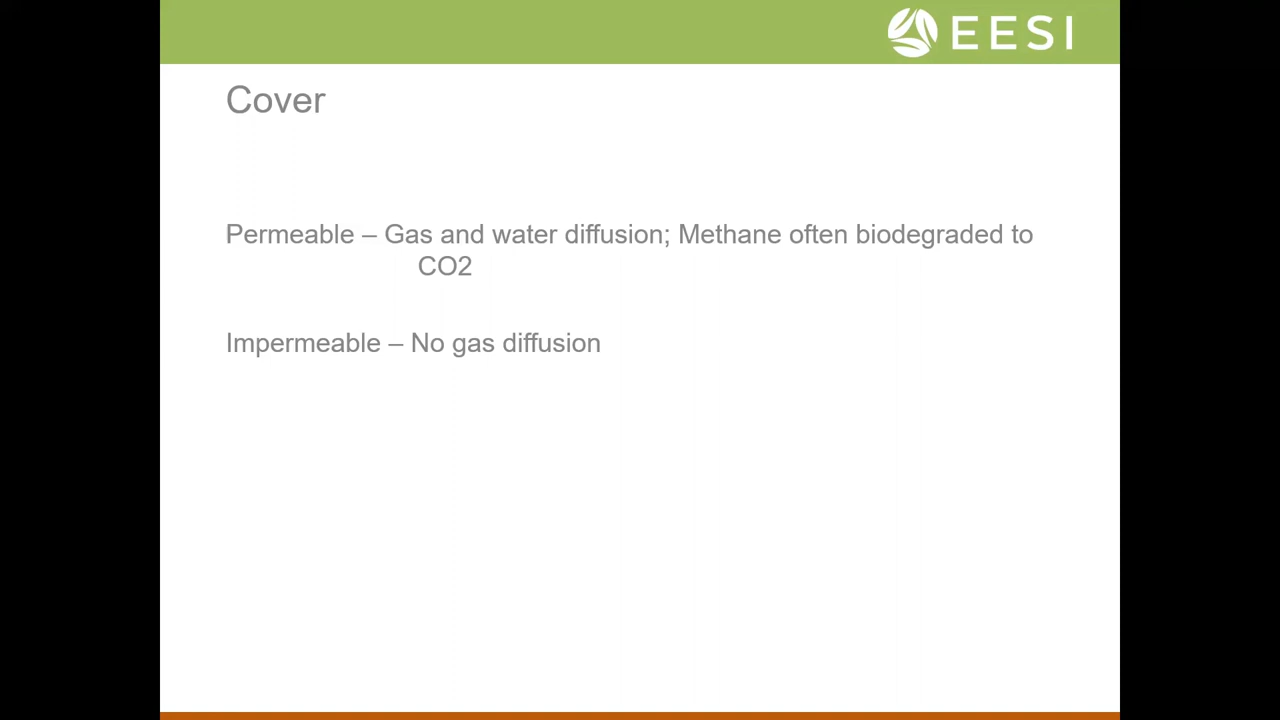 EESI
Cover
Permeable – Gas and water diffusion; Methane often biodegraded to
CO2
Impermeable – No gas diffusion